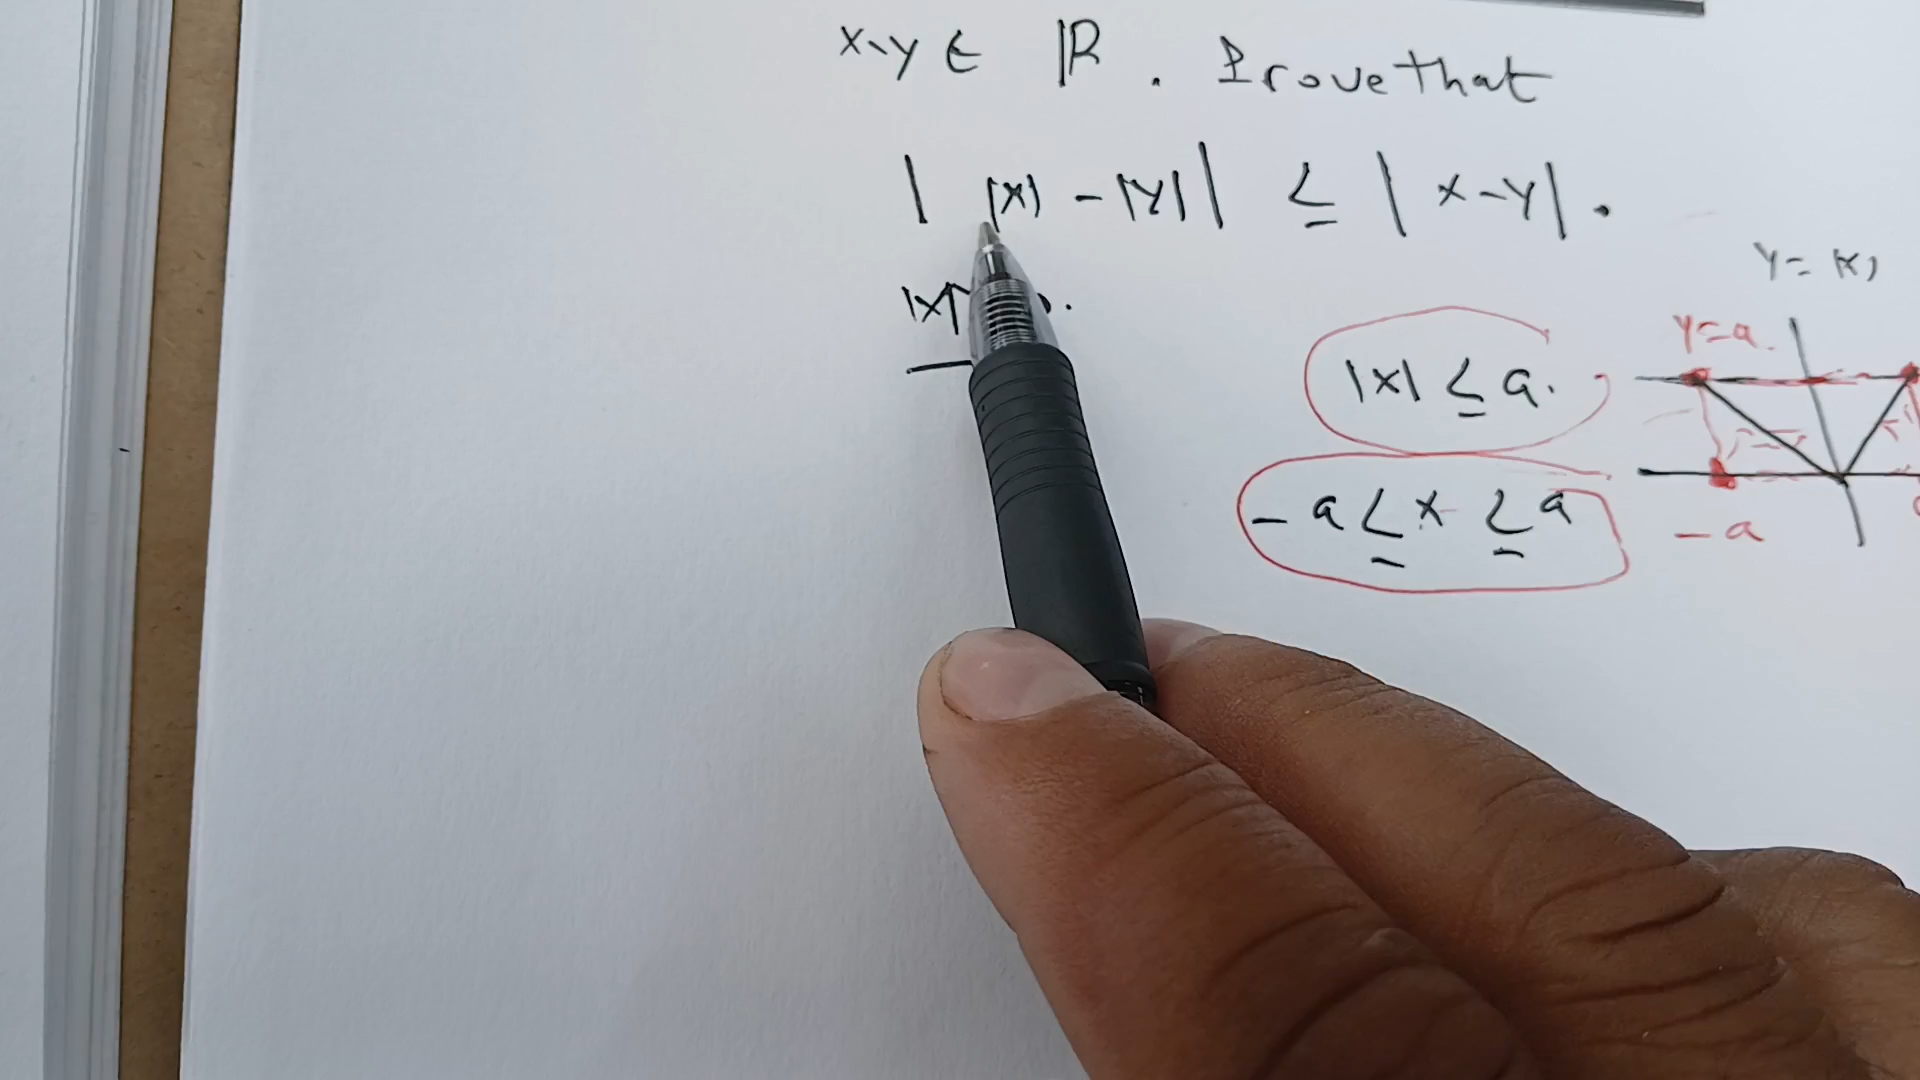 x, y ∈ ℝ. Prove that
| |x| - |y| | ≤ | x - y |.
|x|
y = |x|
y = a.
|x| ≤ a.
- a ≤ x ≤ a
- a